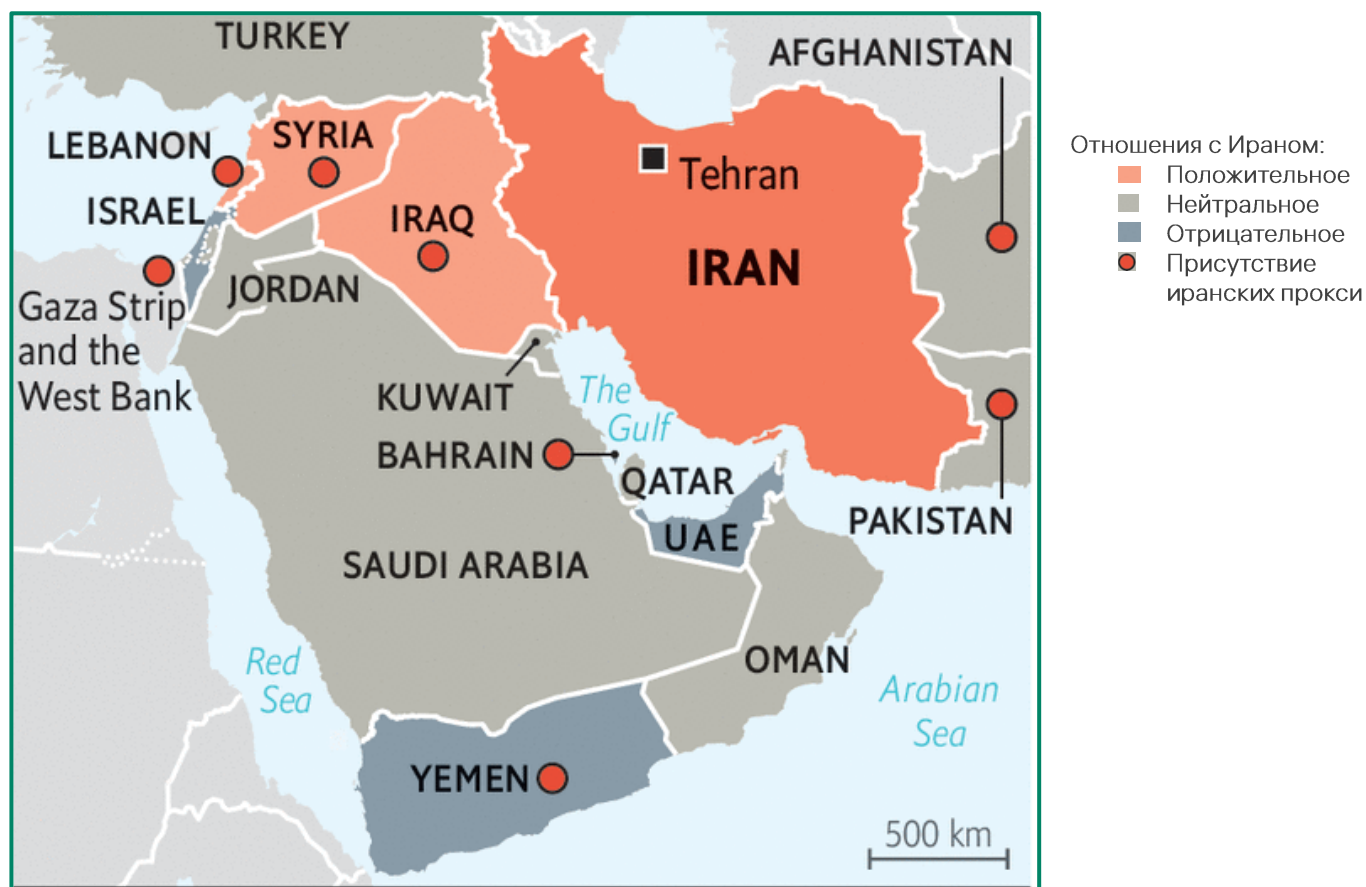 TURKEY
AFGHANISTAN
LEBANON
SYRIA
Tehran
ISRAEL
IRAQ
IRAN
JORDAN
Gaza Strip
and the
West Bank
KUWAIT
The
Gulf
BAHRAIN
QATAR
PAKISTAN
UAE
SAUDI ARABIA
OMAN
Red
Sea
Arabian
Sea
YEMEN
500 km
Отношения с Ираном:
Положительное
Нейтральное
Отрицательное
Присутствие
иранских прокси